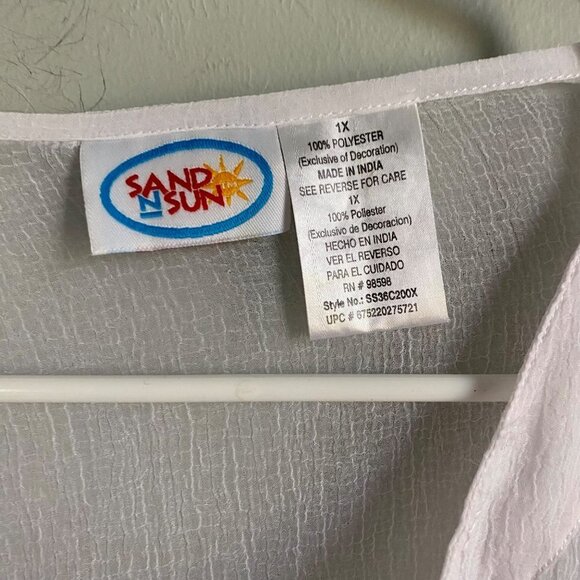 SAND
N
SUN
TM
1X
100% POLYESTER
(Exclusive of Decoration)
MADE IN INDIA
SEE REVERSE FOR CARE
1X
100% Poliester
(Exclusivo de Decoracion)
HECHO EN INDIA
VER EL REVERSO
PARA EL CUIDADO
RN # 98598
Style No.: SS36C200X
UPC # 675220275721